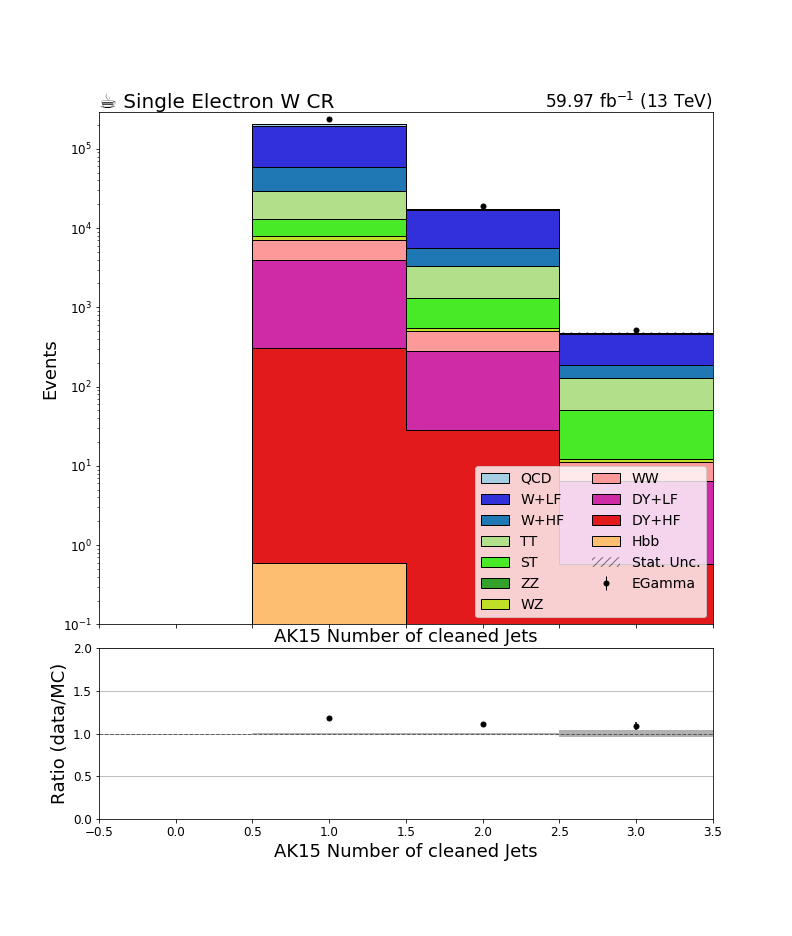 ☕ Single Electron W CR
59.97 fb⁻¹ (13 TeV)
Events
10⁵
10⁴
10³
10²
10¹
10⁰
10⁻¹
QCD
W+LF
W+HF
TT
ST
ZZ
WZ
WW
DY+LF
DY+HF
Hbb
Stat. Unc.
EGamma
AK15 Number of cleaned Jets
Ratio (data/MC)
2.0
1.5
1.0
0.5
0.0
−0.5 0.0 0.5 1.0 1.5 2.0 2.5 3.0 3.5
AK15 Number of cleaned Jets